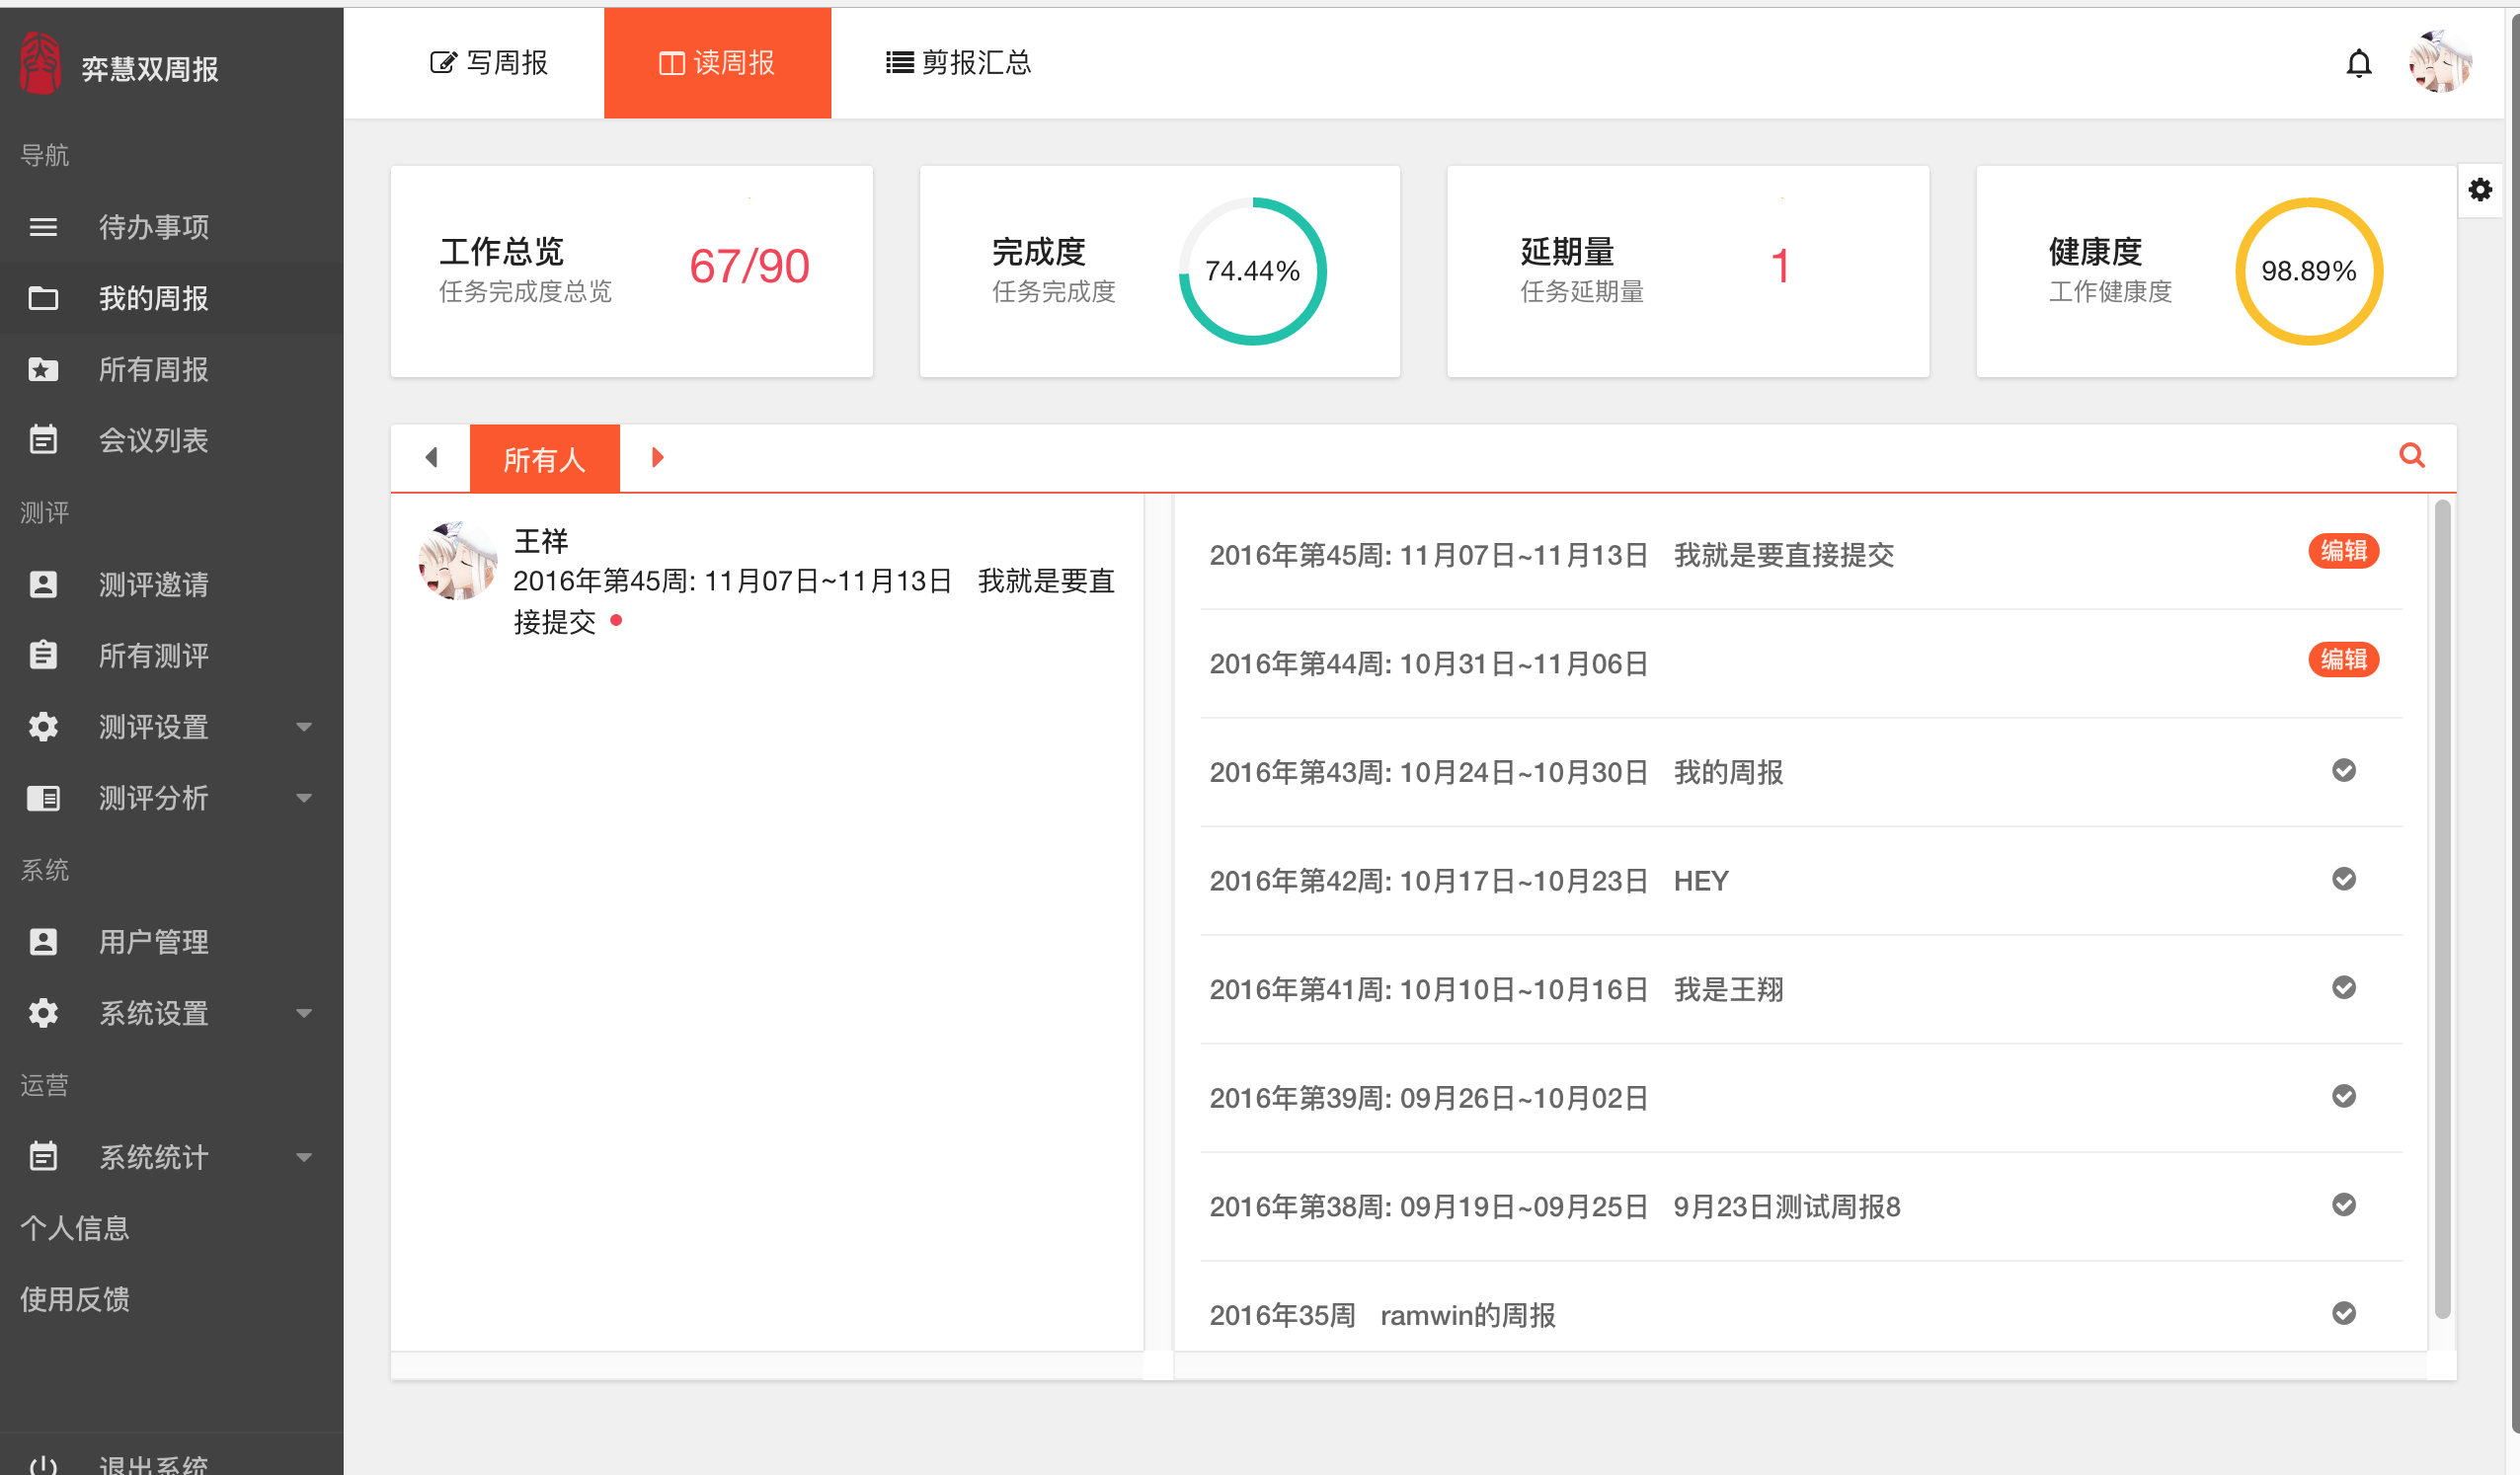 弈慧双周报
导航
待办事项
我的周报
所有周报
会议列表
测评
测评邀请
所有测评
测评设置
测评分析
系统
用户管理
系统设置
运营
系统统计
个人信息
使用反馈
退出系统
写周报
读周报
剪报汇总
工作总览
任务完成度总览
67/90
完成度
任务完成度
74.44%
延期量
任务延期量
1
健康度
工作健康度
98.89%
所有人
王祥
2016年第45周: 11月07日~11月13日 我就是要直
接提交
2016年第45周: 11月07日~11月13日 我就是要直接提交 编辑
2016年第44周: 10月31日~11月06日 编辑
2016年第43周: 10月24日~10月30日 我的周报
2016年第42周: 10月17日~10月23日 HEY
2016年第41周: 10月10日~10月16日 我是王翔
2016年第39周: 09月26日~10月02日
2016年第38周: 09月19日~09月25日 9月23日测试周报8
2016年35周 ramwin的周报